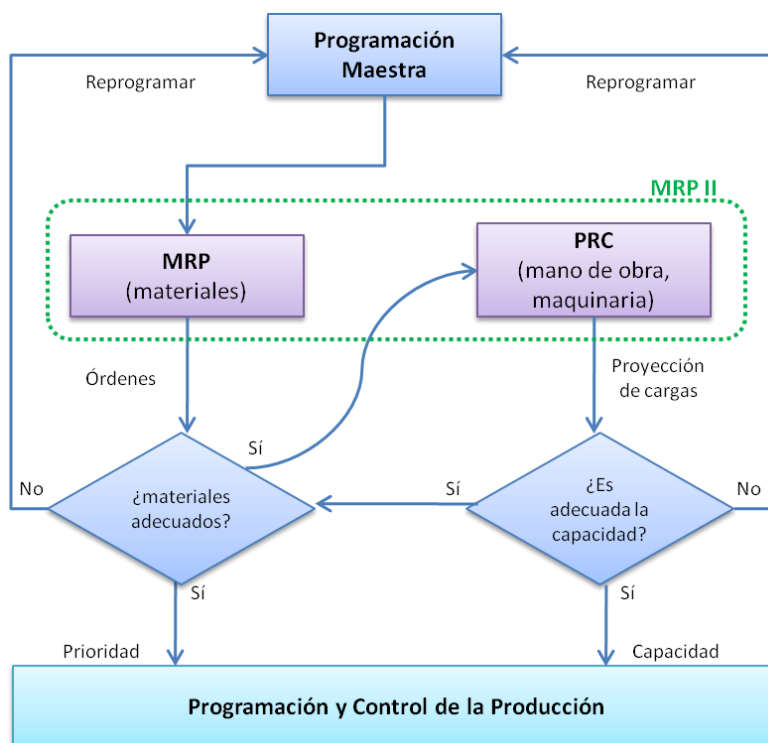 Programación
Maestra
Reprogramar
Reprogramar
MRP II
MRP
(materiales)
PRC
(mano de obra,
maquinaria)
Órdenes
Proyección
de cargas
Sí
No
¿materiales
adecuados?
Sí
¿Es
adecuada la
capacidad?
No
Sí
Sí
Prioridad
Capacidad
Programación y Control de la Producción